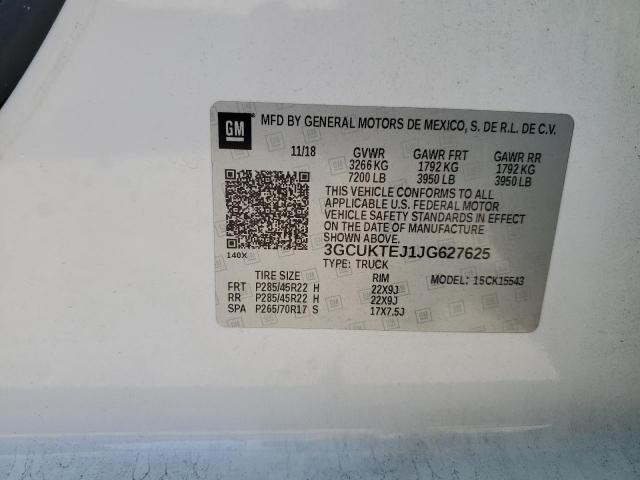 GM
MFD BY GENERAL MOTORS DE MEXICO, S. DE R.L. DE C.V.
11/18 GVWR GAWR FRT GAWR RR
3266 KG 1792 KG 1792 KG
7200 LB 3950 LB 3950 LB
THIS VEHICLE CONFORMS TO ALL
APPLICABLE U.S. FEDERAL MOTOR
VEHICLE SAFETY STANDARDS IN EFFECT
ON THE DATE OF MANUFACTURE
SHOWN ABOVE.
3GCUKTEJ1JG627625
140X TYPE: TRUCK
TIRE SIZE RIM MODEL: 15CK15543
FRT P285/45R22 H 22X9J
RR P285/45R22 H 22X9J
SPA P265/70R17 S 17X7.5J